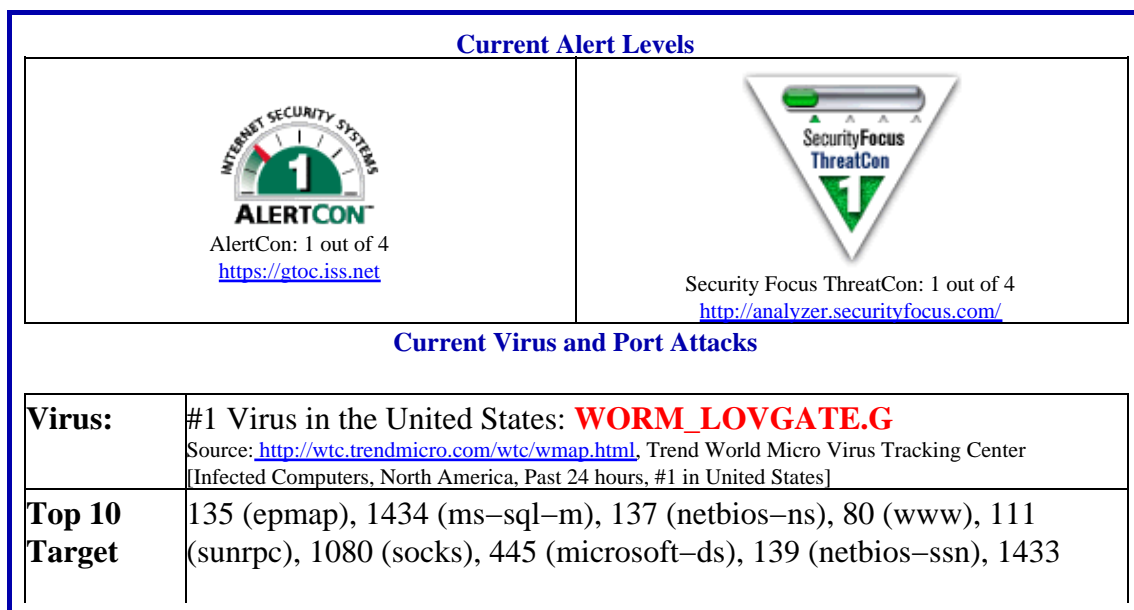 Current Alert Levels
INTERNET SECURITY SYSTEMS
1
ALERTCON™
AlertCon: 1 out of 4
https://gtoc.iss.net
SecurityFocus
ThreatCon
1
Security Focus ThreatCon: 1 out of 4
http://analyzer.securityfocus.com/
Current Virus and Port Attacks
Virus:
#1 Virus in the United States: WORM_LOVGATE.G
Source: http://wtc.trendmicro.com/wtc/wmap.html, Trend World Micro Virus Tracking Center
[Infected Computers, North America, Past 24 hours, #1 in United States]
Top 10
Target
135 (epmap), 1434 (ms−sql−m), 137 (netbios−ns), 80 (www), 111
(sunrpc), 1080 (socks), 445 (microsoft−ds), 139 (netbios−ssn), 1433